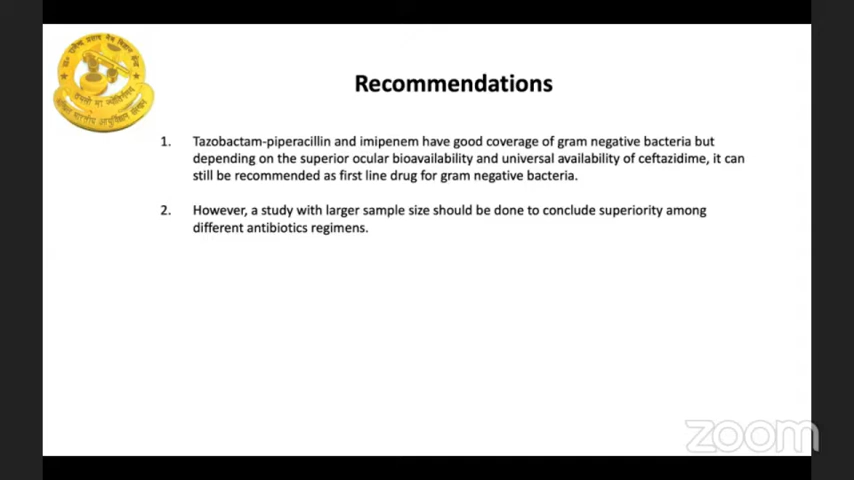 Recommendations
1. Tazobactam-piperacillin and imipenem have good coverage of gram negative bacteria but
depending on the superior ocular bioavailability and universal availability of ceftazidime, it can
still be recommended as first line drug for gram negative bacteria.
2. However, a study with larger sample size should be done to conclude superiority among
different antibiotics regimens.
zoom